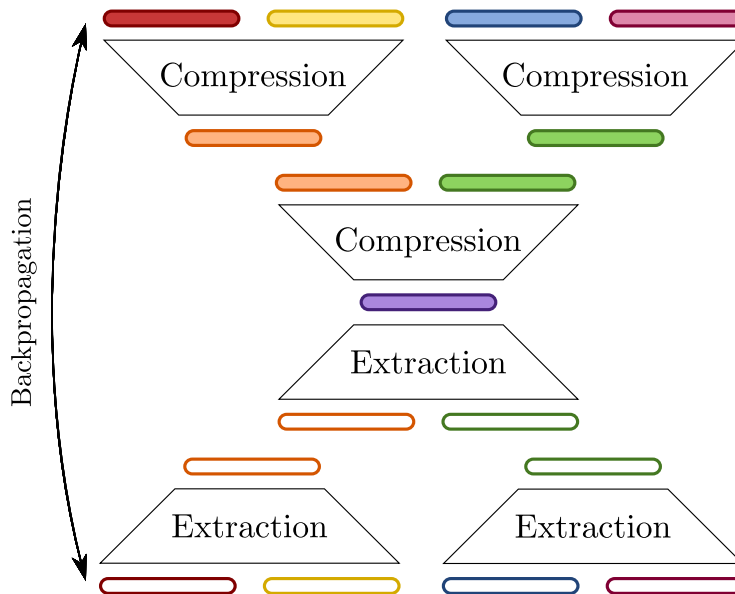 Compression
Compression
Compression
Backpropagation
Extraction
Extraction
Extraction